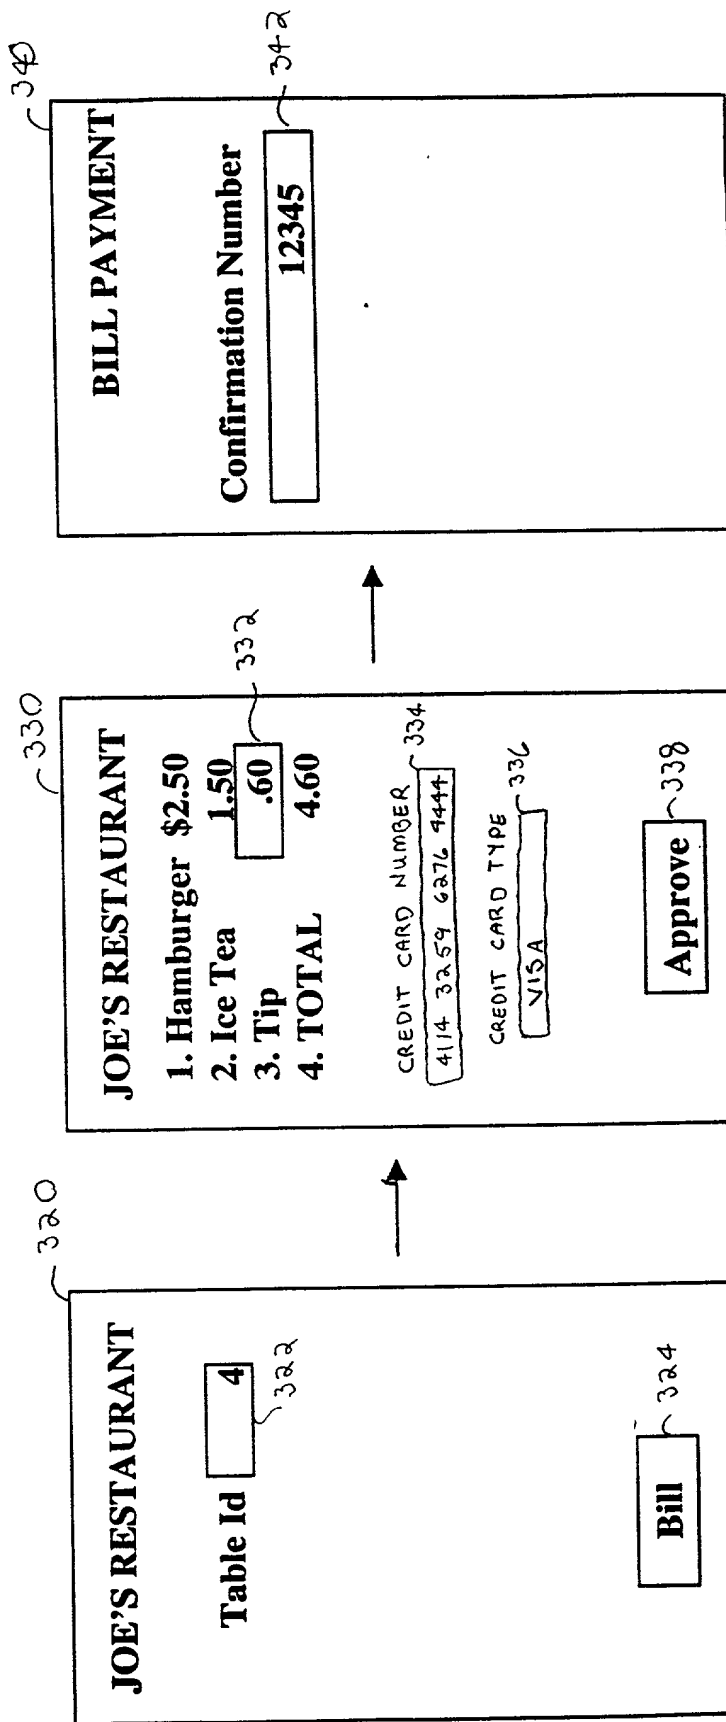 320
JOE'S RESTAURANT
Table Id 4
322
Bill
324
330
JOE'S RESTAURANT
1. Hamburger $2.50
2. Ice Tea 1.50
3. Tip .60
332
4. TOTAL 4.60
CREDIT CARD NUMBER
334
4114 3259 6276 4444
CREDIT CARD TYPE
336
VISA
Approve
338
340
BILL PAYMENT
Confirmation Number
12345
342